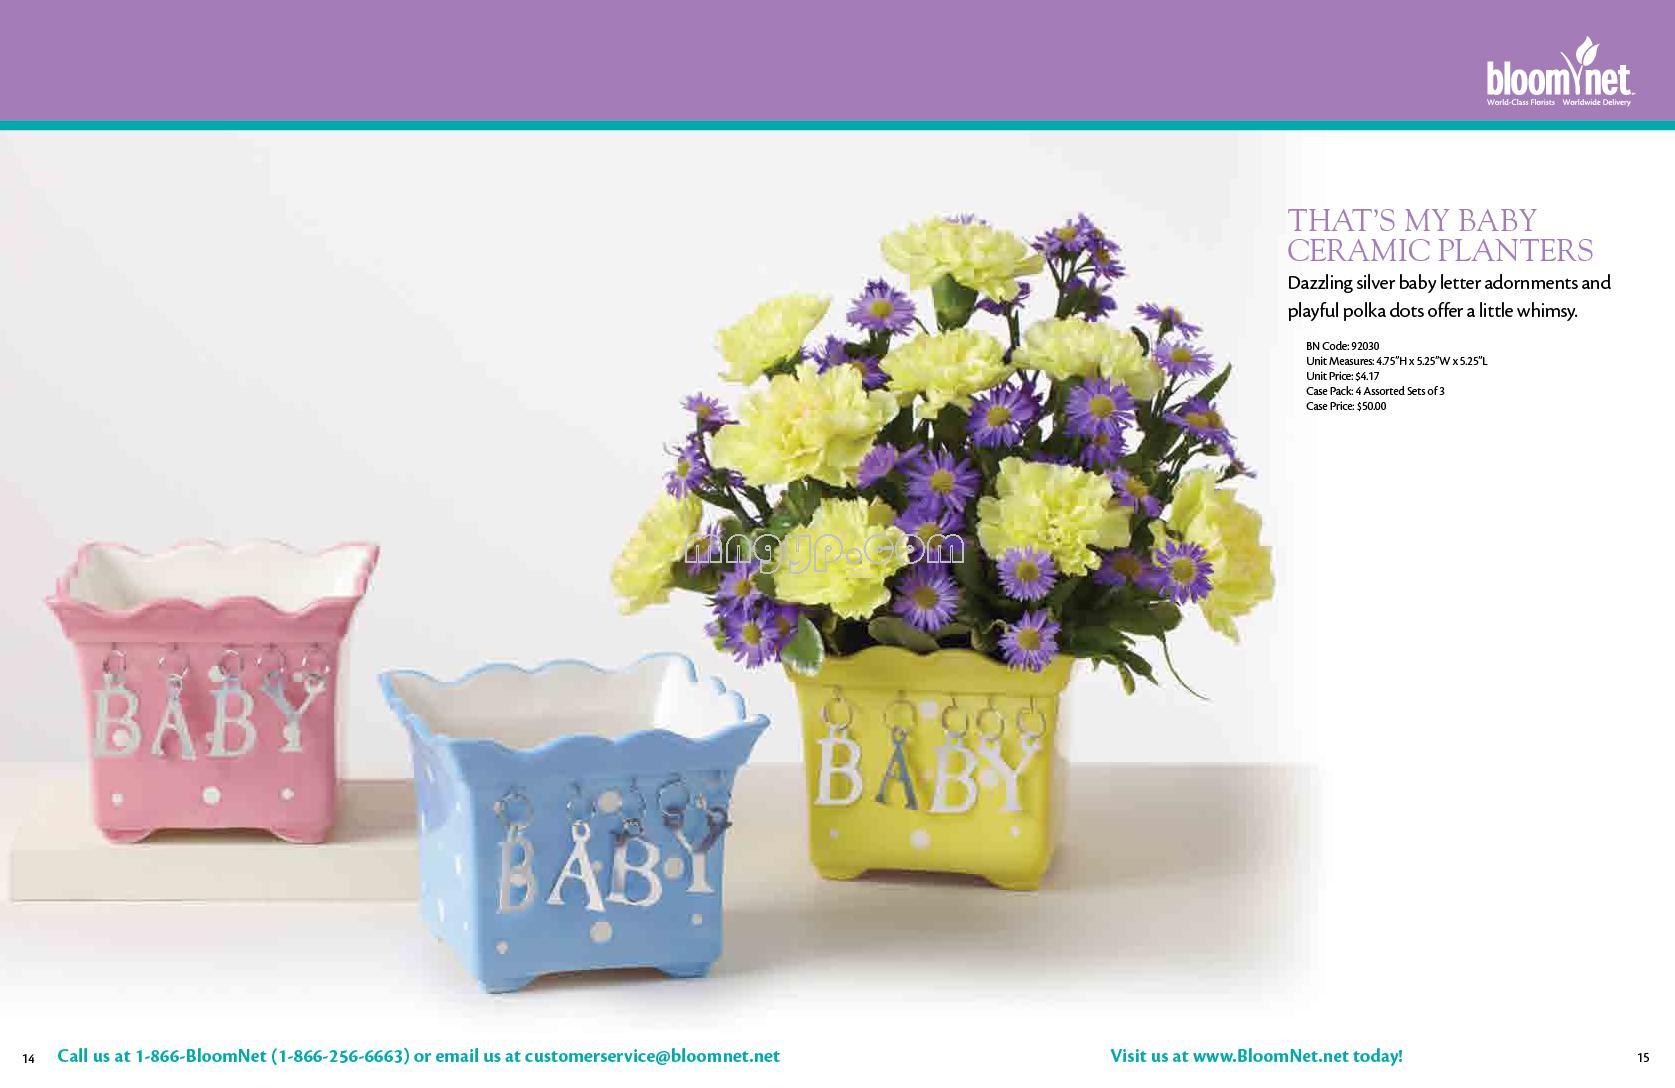 bloomnet
World-Class Florists Worldwide Delivery
THAT'S MY BABY
CERAMIC PLANTERS
Dazzling silver baby letter adornments and
playful polka dots offer a little whimsy.
BN Code: 92030
Unit Measures: 4.75"H x 5.25"W x 5.25"L
Unit Price: $4.17
Case Pack: 4 Assorted Sets of 3
Case Price: $50.00
mngyp.com
BABY
BABY
BABY
14 Call us at 1-866-BloomNet (1-866-256-6663) or email us at customerservice@bloomnet.net
Visit us at www.BloomNet.net today! 15